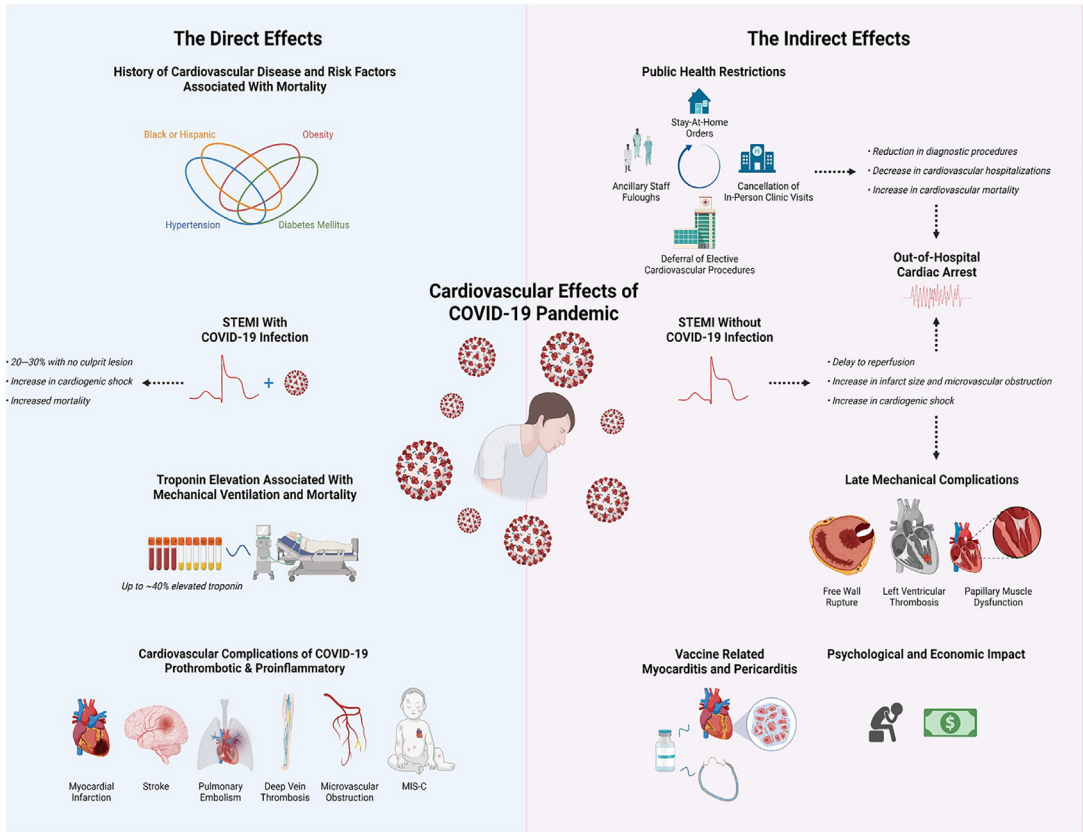 The Direct Effects
History of Cardiovascular Disease and Risk Factors
Associated With Mortality
Black or Hispanic
Obesity
Hypertension
Diabetes Mellitus
STEMI With
COVID-19 Infection
• 20–30% with no culprit lesion
• Increase in cardiogenic shock
• Increased mortality
Troponin Elevation Associated With
Mechanical Ventilation and Mortality
Up to ~40% elevated troponin
Cardiovascular Complications of COVID-19
Prothrombotic & Proinflammatory
Myocardial
Infarction
Stroke
Pulmonary
Embolism
Deep Vein
Thrombosis
Microvascular
Obstruction
MIS-C
Cardiovascular Effects of
COVID-19 Pandemic
The Indirect Effects
Public Health Restrictions
Stay-At-Home
Orders
Ancillary Staff
Fuloughs
H
Cancellation of
In-Person Clinic Visits
Deferral of Elective
Cardiovascular Procedures
• Reduction in diagnostic procedures
• Decrease in cardiovascular hospitalizations
• Increase in cardiovascular mortality
Out-of-Hospital
Cardiac Arrest
STEMI Without
COVID-19 Infection
• Delay to reperfusion
• Increase in infarct size and microvascular obstruction
• Increase in cardiogenic shock
Late Mechanical Complications
Free Wall
Rupture
Left Ventricular
Thrombosis
Papillary Muscle
Dysfunction
Vaccine Related
Myocarditis and Pericarditis
Psychological and Economic Impact
$